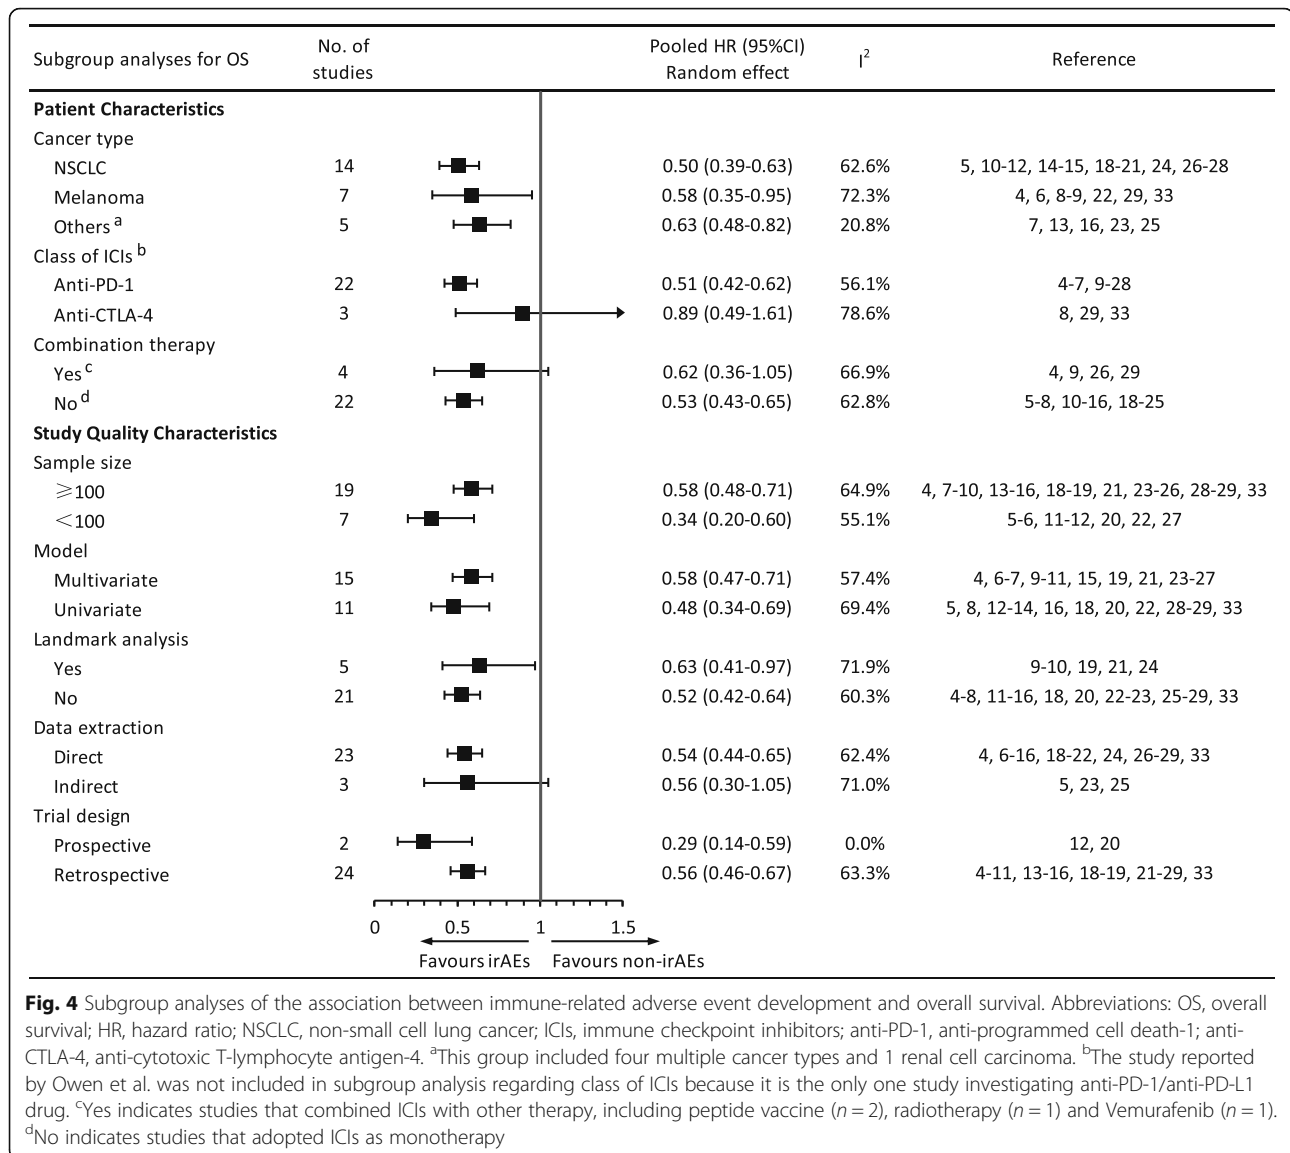 Subgroup analyses for OS No. of studies Pooled HR (95%CI) Random effect I2 Reference
Patient Characteristics
Cancer type
NSCLC 14 0.50 (0.39-0.63) 62.6% 5, 10-12, 14-15, 18-21, 24, 26-28
Melanoma 7 0.58 (0.35-0.95) 72.3% 4, 6, 8-9, 22, 29, 33
Others a 5 0.63 (0.48-0.82) 20.8% 7, 13, 16, 23, 25
Class of ICIs b
Anti-PD-1 22 0.51 (0.42-0.62) 56.1% 4-7, 9-28
Anti-CTLA-4 3 0.89 (0.49-1.61) 78.6% 8, 29, 33
Combination therapy
Yes c 4 0.62 (0.36-1.05) 66.9% 4, 9, 26, 29
No d 22 0.53 (0.43-0.65) 62.8% 5-8, 10-16, 18-25
Study Quality Characteristics
Sample size
≥100 19 0.58 (0.48-0.71) 64.9% 4, 7-10, 13-16, 18-19, 21, 23-26, 28-29, 33
<100 7 0.34 (0.20-0.60) 55.1% 5-6, 11-12, 20, 22, 27
Model
Multivariate 15 0.58 (0.47-0.71) 57.4% 4, 6-7, 9-11, 15, 19, 21, 23-27
Univariate 11 0.48 (0.34-0.69) 69.4% 5, 8, 12-14, 16, 18, 20, 22, 28-29, 33
Landmark analysis
Yes 5 0.63 (0.41-0.97) 71.9% 9-10, 19, 21, 24
No 21 0.52 (0.42-0.64) 60.3% 4-8, 11-16, 18, 20, 22-23, 25-29, 33
Data extraction
Direct 23 0.54 (0.44-0.65) 62.4% 4, 6-16, 18-22, 24, 26-29, 33
Indirect 3 0.56 (0.30-1.05) 71.0% 5, 23, 25
Trial design
Prospective 2 0.29 (0.14-0.59) 0.0% 12, 20
Retrospective 24 0.56 (0.46-0.67) 63.3% 4-11, 13-16, 18-19, 21-29, 33
0 0.5 1 1.5
Favours irAEs Favours non-irAEs
Fig. 4 Subgroup analyses of the association between immune-related adverse event development and overall survival. Abbreviations: OS, overall
survival; HR, hazard ratio; NSCLC, non-small cell lung cancer; ICIs, immune checkpoint inhibitors; anti-PD-1, anti-programmed cell death-1; anti-
CTLA-4, anti-cytotoxic T-lymphocyte antigen-4. aThis group included four multiple cancer types and 1 renal cell carcinoma. bThe study reported
by Owen et al. was not included in subgroup analysis regarding class of ICIs because it is the only one study investigating anti-PD-1/anti-PD-L1
drug. cYes indicates studies that combined ICIs with other therapy, including peptide vaccine (n = 2), radiotherapy (n = 1) and Vemurafenib (n = 1).
dNo indicates studies that adopted ICIs as monotherapy